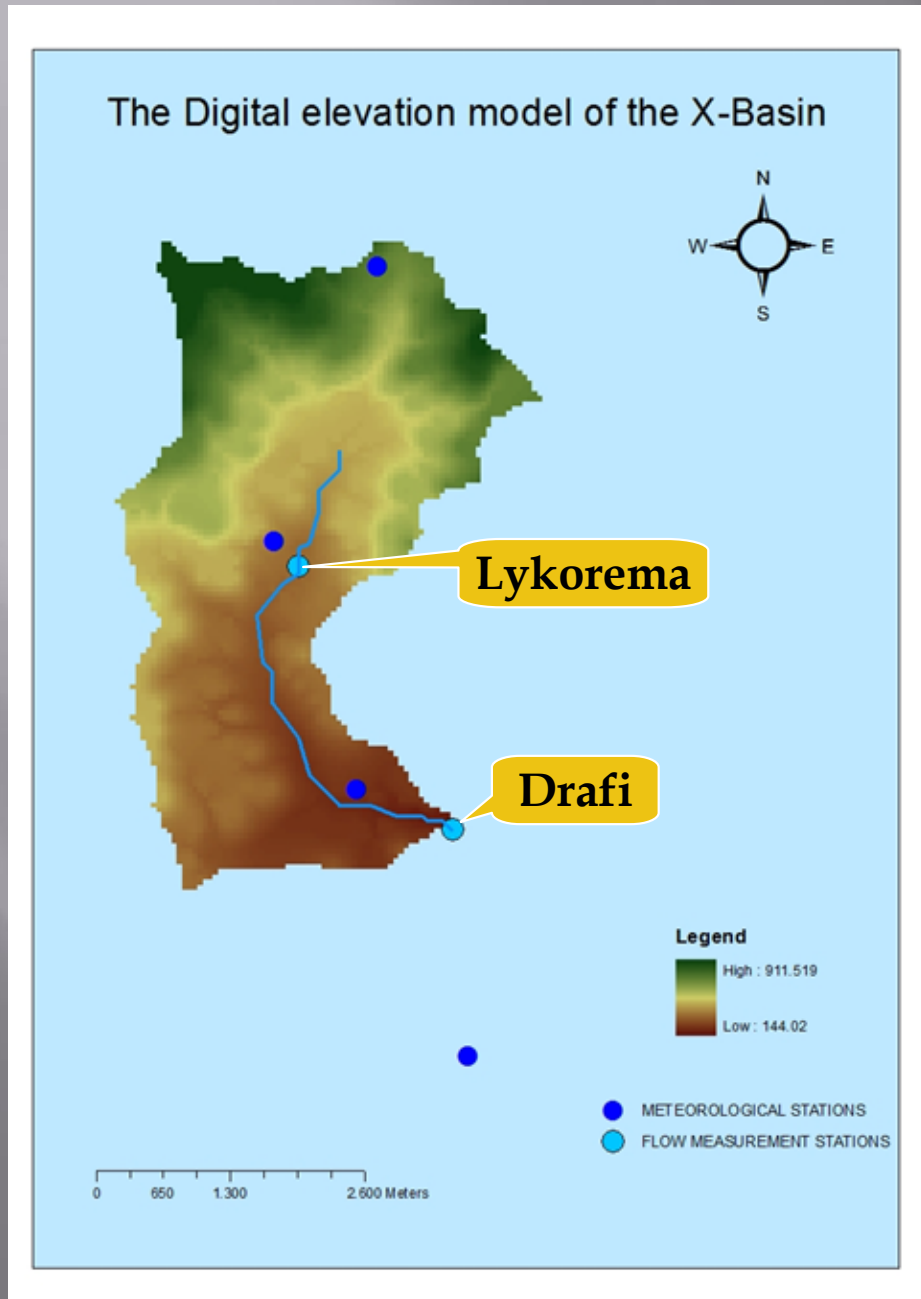 The Digital elevation model of the X-Basin
N
W E
S
Lykorema
Drafi
Legend
High : 911.519
Low : 144.02
METEOROLOGICAL STATIONS
FLOW MEASUREMENT STATIONS
0 650 1.300 2.600 Meters